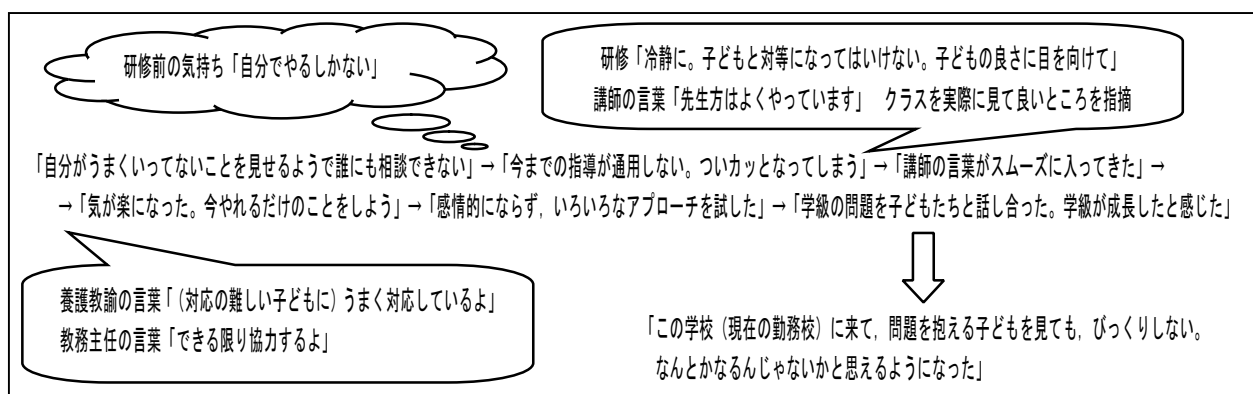 研修前の気持ち「自分でやるしかない」
研修「冷静に。子どもと対等になってはいけない。子どもの良さに目を向けて」
講師の言葉「先生方はよくやっています」　クラスを実際に見て良いところを指摘
「自分がうまくいってないことを見せるようで誰にも相談できない」→「今までの指導が通用しない。ついカッとなってしまう」→「講師の言葉がスムーズに入ってきた」→
→「気が楽になった。今やれるだけのことをしよう」→「感情的にならず，いろいろなアプローチを試した」→「学級の問題を子どもたちと話し合った。学級が成長したと感じた」
養護教諭の言葉「（対応の難しい子どもに）うまく対応しているよ」
教務主任の言葉「できる限り協力するよ」
「この学校（現在の勤務校）に来て，問題を抱える子どもを見ても，びっくりしない。
なんとかなるんじゃないかと思えるようになった」